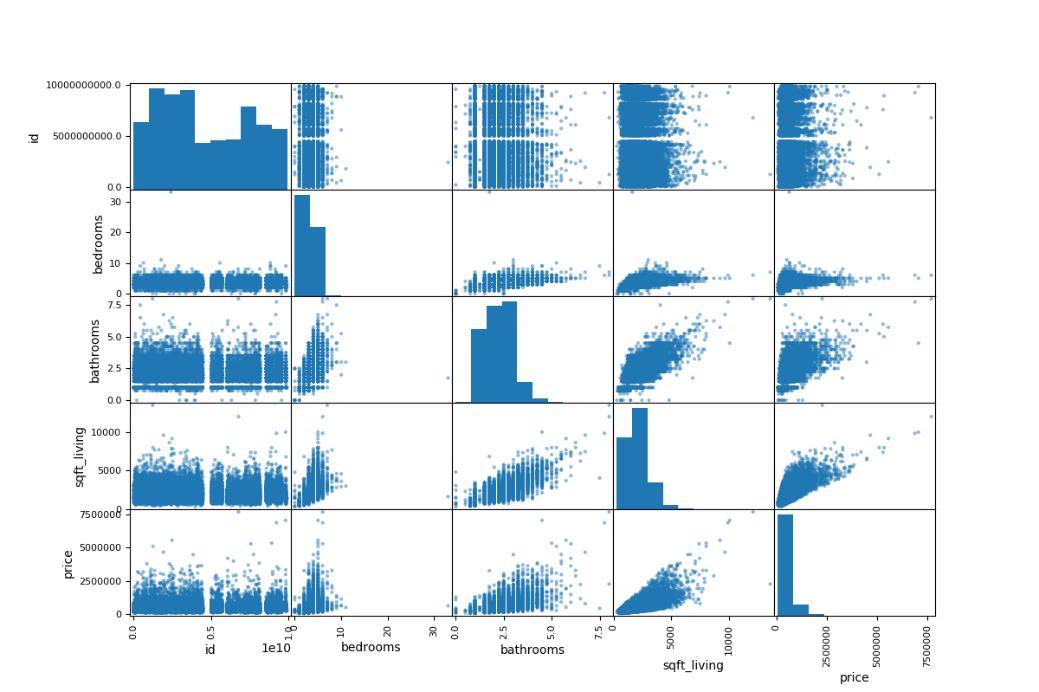 10000000000.0
5000000000.0
0.0
id
30
20
10
0
bedrooms
7.5
5.0
2.5
0.0
bathrooms
10000
5000
0
sqft_living
7500000
5000000
2500000
0
price
0.0 0.5 1.0 10 20 30 0.0 2.5 5.0 7.5 0 5000 10000 0 2500000 5000000 7500000
1e10
id bedrooms bathrooms sqft_living price